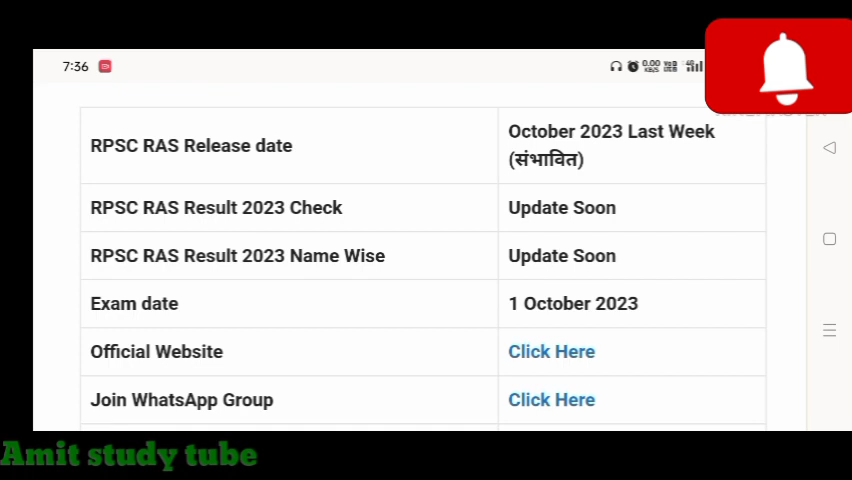 7:36
RPSC RAS Release date
October 2023 Last Week
(संभावित)
RPSC RAS Result 2023 Check
Update Soon
RPSC RAS Result 2023 Name Wise
Update Soon
Exam date
1 October 2023
Official Website
Click Here
Join WhatsApp Group
Click Here
Amit study tube